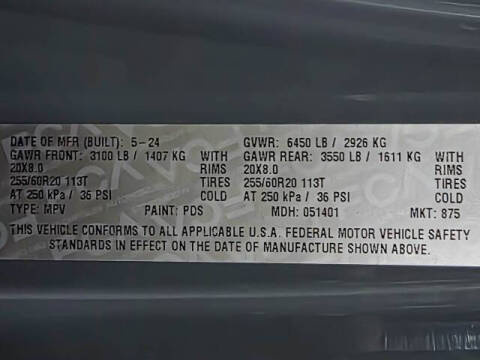 DATE OF MFR (BUILT): 5-24 GVWR: 6450 LB / 2926 KG
GAWR FRONT: 3100 LB / 1407 KG WITH GAWR REAR: 3550 LB / 1611 KG WITH
20X8.0 RIMS 20X8.0 RIMS
255/60R20 113T TIRES 255/60R20 113T TIRES
AT 250 kPa / 36 PSI COLD AT 250 kPa / 36 PSI COLD
TYPE: MPV PAINT: PDS MDH: 051401 MKT: 875
THIS VEHICLE CONFORMS TO ALL APPLICABLE U.S.A. FEDERAL MOTOR VEHICLE SAFETY
STANDARDS IN EFFECT ON THE DATE OF MANUFACTURE SHOWN ABOVE.